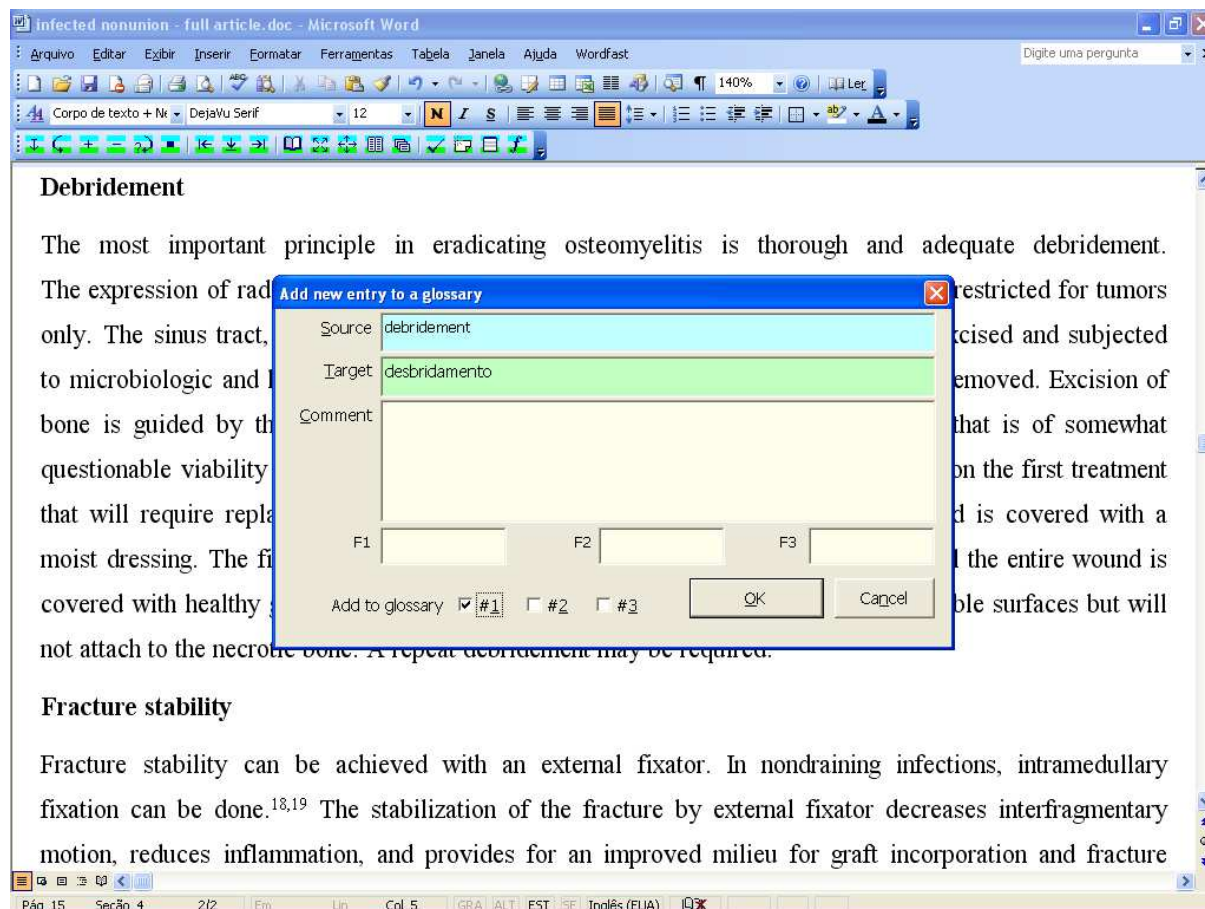 infected nonunion - full article.doc - Microsoft Word
Arquivo Editar Exibir Inserir Formatar Ferramentas Tabela Janela Ajuda Wordfast Digite uma pergunta
140% Ler
Corpo de texto + Ne DejaVu Serif 12 N I S
Debridement
The most important principle in eradicating osteomyelitis is thorough and adequate debridement.
The expression of rad restricted for tumors
Add new entry to a glossary
only. The sinus tract, xcised and subjected
Source debridement
to microbiologic and emoved. Excision of
Target desbridamento
bone is guided by th that is of somewhat
Comment
questionable viability on the first treatment
that will require repla d is covered with a
F1 F2 F3
moist dressing. The fi the entire wound is
covered with healthy ble surfaces but will
Add to glossary #1 #2 #3 OK Cancel
not attach to the necrotic bone. A repeat debridement may be required.
Fracture stability
Fracture stability can be achieved with an external fixator. In nondraining infections, intramedullary
fixation can be done.18,19 The stabilization of the fracture by external fixator decreases interfragmentary
motion, reduces inflammation, and provides for an improved milieu for graft incorporation and fracture
Pág 15 Seção 4 2/2 Em Lin Col 5 GRA ALT EST SE Inglês (EUA)